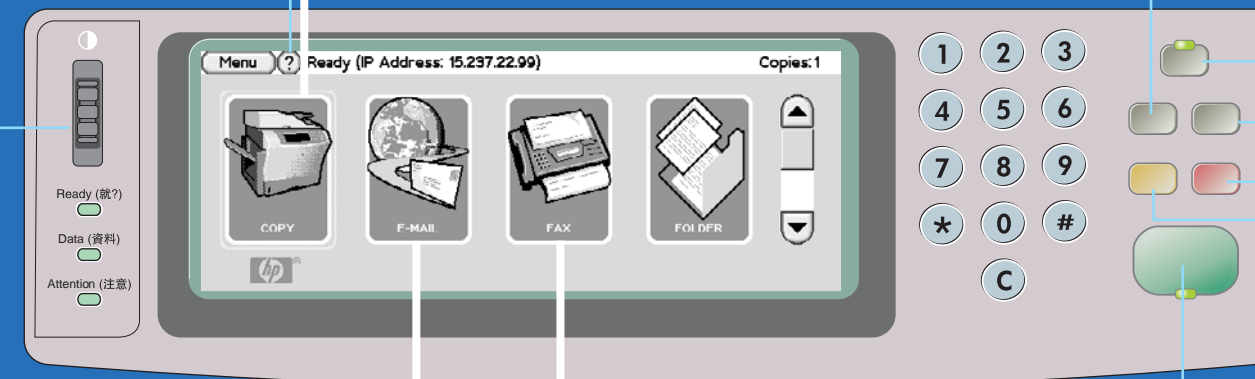 Menu ? Ready (IP Address: 15.237.22.99) Copies: 1
COPY E-MAIL FAX FOLDER
hp®
Ready (就?)
Data (資料)
Attention (注意)
1 2 3
4 5 6
7 8 9
* 0 #
C